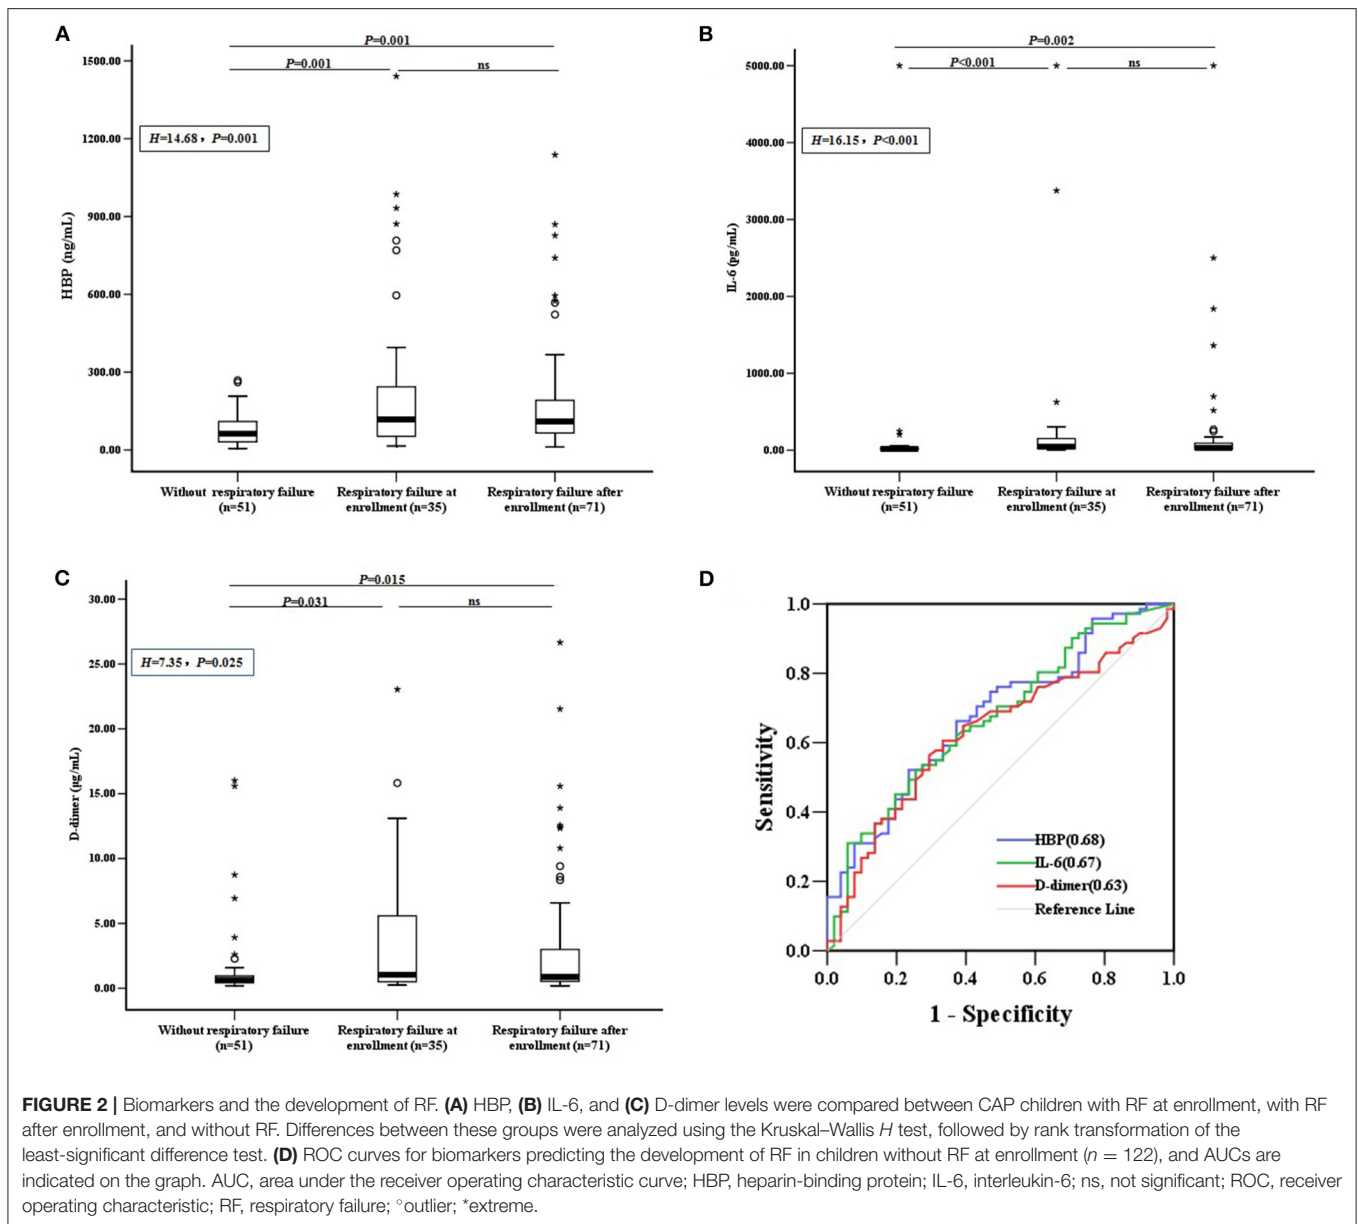 A
P=0.001
P=0.001
ns
H=14.68, P=0.001
1500.00
1200.00
900.00
600.00
300.00
0.00
HBP (ng/mL)
Without respiratory failure
(n=51)
Respiratory failure at
enrollment (n=35)
Respiratory failure after
enrollment (n=71)
B
P=0.002
P<0.001
ns
H=16.15, P<0.001
5000.00
4000.00
3000.00
2000.00
1000.00
0.00
IL-6 (pg/mL)
Without respiratory failure
(n=51)
Respiratory failure at
enrollment (n=35)
Respiratory failure after
enrollment (n=71)
C
P=0.015
P=0.031
ns
H=7.35, P=0.025
30.00
25.00
20.00
15.00
10.00
5.00
0.00
D-dimer (μg/mL)
Without respiratory failure
(n=51)
Respiratory failure at
enrollment (n=35)
Respiratory failure after
enrollment (n=71)
D
1.0
0.8
0.6
0.4
0.2
0.0
Sensitivity
HBP(0.68)
IL-6(0.67)
D-dimer(0.63)
Reference Line
0.0 0.2 0.4 0.6 0.8 1.0
1 - Specificity
FIGURE 2 | Biomarkers and the development of RF. (A) HBP, (B) IL-6, and (C) D-dimer levels were compared between CAP children with RF at enrollment, with RF
after enrollment, and without RF. Differences between these groups were analyzed using the Kruskal–Wallis H test, followed by rank transformation of the
least-significant difference test. (D) ROC curves for biomarkers predicting the development of RF in children without RF at enrollment (n = 122), and AUCs are
indicated on the graph. AUC, area under the receiver operating characteristic curve; HBP, heparin-binding protein; IL-6, interleukin-6; ns, not significant; ROC, receiver
operating characteristic; RF, respiratory failure; °outlier; *extreme.